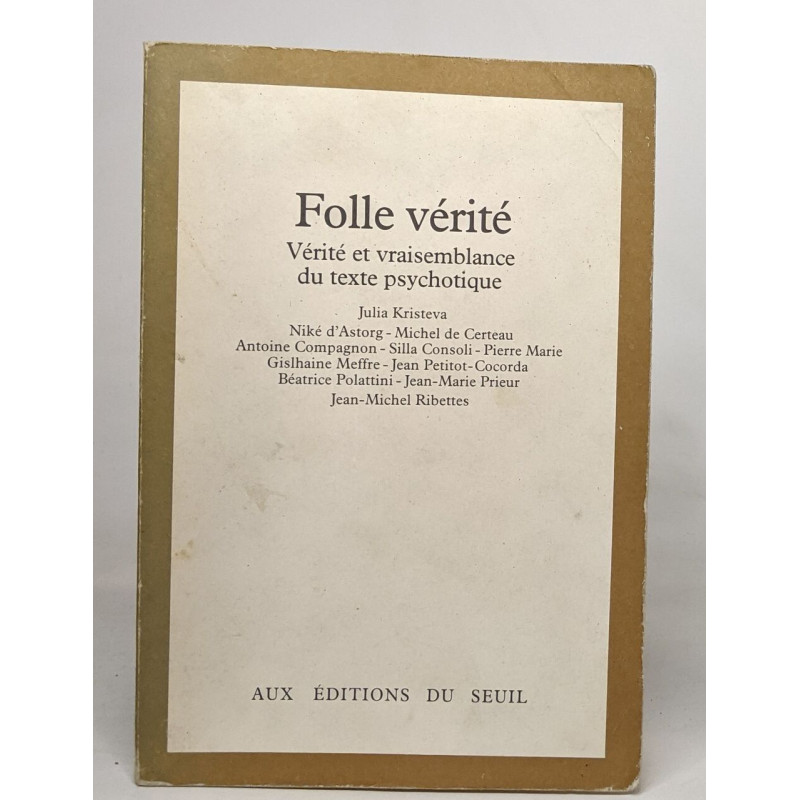 Folle vérité
Vérité et vraisemblance
du texte psychotique
Julia Kristeva
Niké d'Astorg - Michel de Certeau
Antoine Compagnon - Silla Consoli - Pierre Marie
Gislhaine Meffre - Jean Petitot-Cocorda
Béatrice Polattini - Jean-Marie Prieur
Jean-Michel Ribettes
AUX ÉDITIONS DU SEUIL